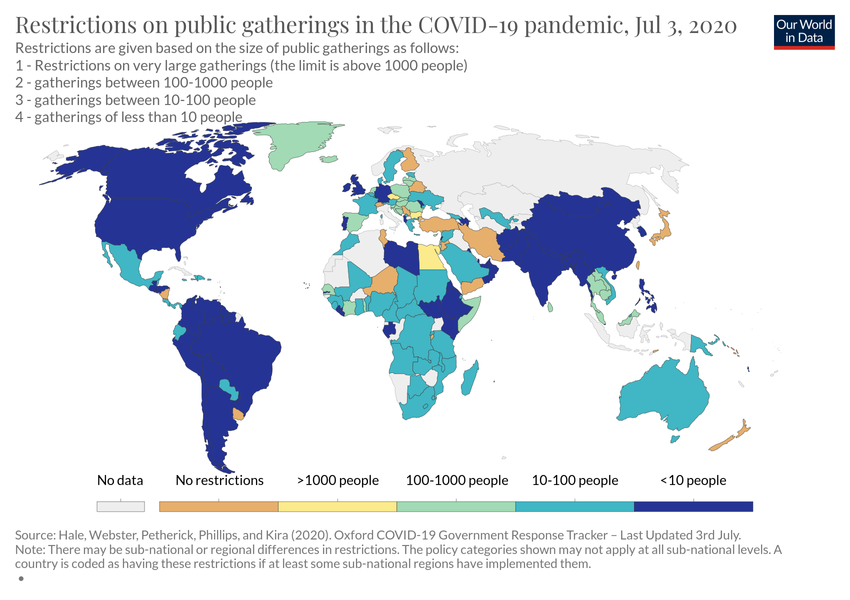 Restrictions on public gatherings in the COVID-19 pandemic, Jul 3, 2020
Our World
in Data
Restrictions are given based on the size of public gatherings as follows:
1 - Restrictions on very large gatherings (the limit is above 1000 people)
2 - gatherings between 100-1000 people
3 - gatherings between 10-100 people
4 - gatherings of less than 10 people
No data
No restrictions
>1000 people
100-1000 people
10-100 people
<10 people
Source: Hale, Webster, Petherick, Phillips, and Kira (2020). Oxford COVID-19 Government Response Tracker – Last Updated 3rd July.
Note: There may be sub-national or regional differences in restrictions. The policy categories shown may not apply at all sub-national levels. A
country is coded as having these restrictions if at least some sub-national regions have implemented them.